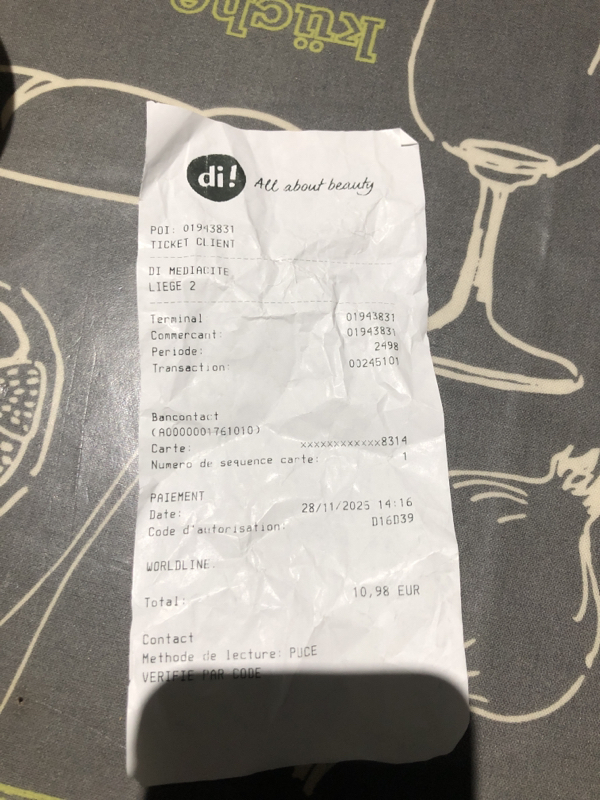 küche
di! All about beauty
POI: 01943831
TICKET CLIENT
DI MEDIACITE
LIEGE 2
Terminal 01943831
Commercant: 01943831
Periode: 2498
Transaction: 00245101
Bancontact
(A0000001761010)
Carte: xxxxxxxxxxxxx8314
Numero de sequence carte: 1
PAIEMENT
Date: 28/11/2025 14:16
Code d'autorisation: D16D39
WORLDLINE
Total: 10,98 EUR
Contact
Methode de lecture: PUCE
VERIFIE PAR CODE